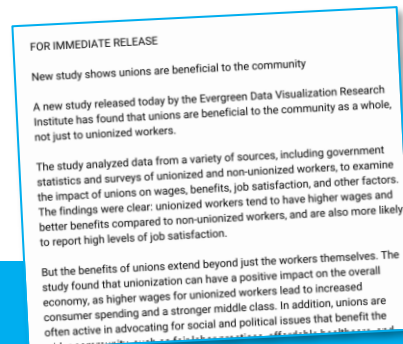 FOR IMMEDIATE RELEASE
New study shows unions are beneficial to the community
A new study released today by the Evergreen Data Visualization Research
Institute has found that unions are beneficial to the community as a whole,
not just to unionized workers.
The study analyzed data from a variety of sources, including government
statistics and surveys of unionized and non-unionized workers, to examine
the impact of unions on wages, benefits, job satisfaction, and other factors.
The findings were clear: unionized workers tend to have higher wages and
better benefits compared to non-unionized workers, and are also more likely
to report high levels of job satisfaction.
But the benefits of unions extend beyond just the workers themselves. The
study found that unionization can have a positive impact on the overall
economy, as higher wages for unionized workers lead to increased
consumer spending and a stronger middle class. In addition, unions are
often active in advocating for social and political issues that benefit the